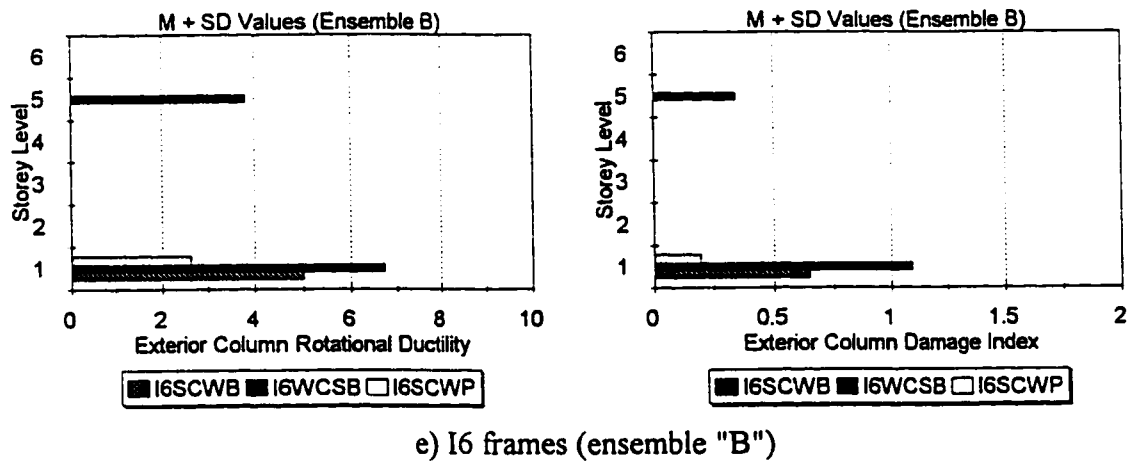 M + SD Values (Ensemble B)
Storey Level
6
5
4
3
2
1
0 2 4 6 8 10
Exterior Column Rotational Ductility
I6SCWB I6WCSB I6SCWP
M + SD Values (Ensemble B)
Storey Level
6
5
4
3
2
1
0 0.5 1 1.5 2
Exterior Column Damage Index
I6SCWB I6WCSB I6SCWP
e) I6 frames (ensemble "B")